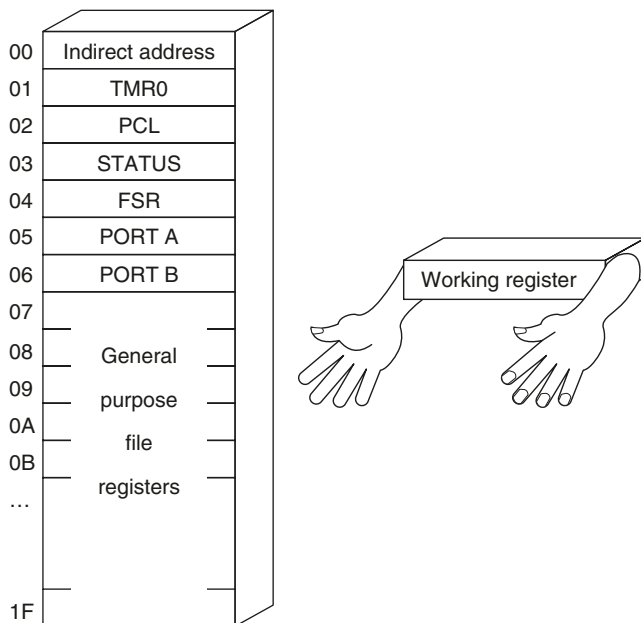 00 Indirect address
01 TMR0
02 PCL
03 STATUS
04 FSR
05 PORT A
06 PORT B
07
08 General
09 purpose
0A file
0B registers
...
1F
Working register